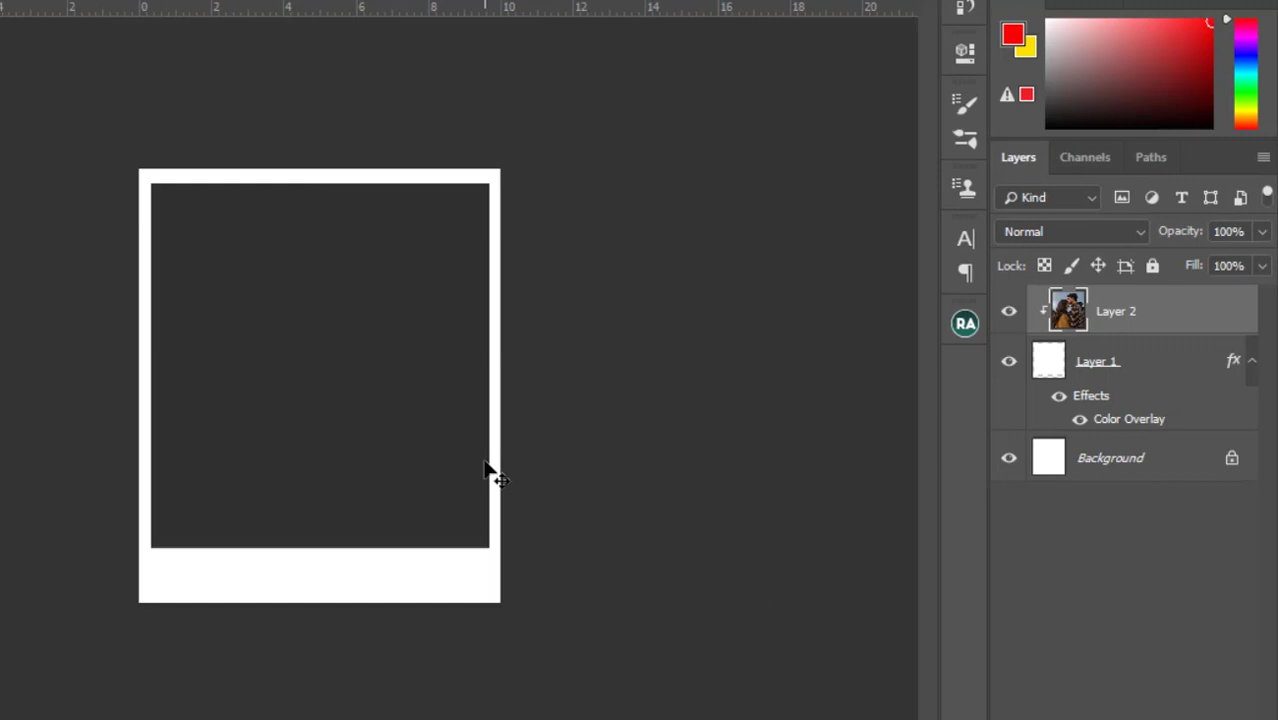 4 2 0 2 4 6 8 10 12 14 16 18 20
Layers Channels Paths
Kind
Normal Opacity: 100%
Lock: Fill: 100%
Layer 2
Layer 1 fx
Effects
Color Overlay
Background
A
RA